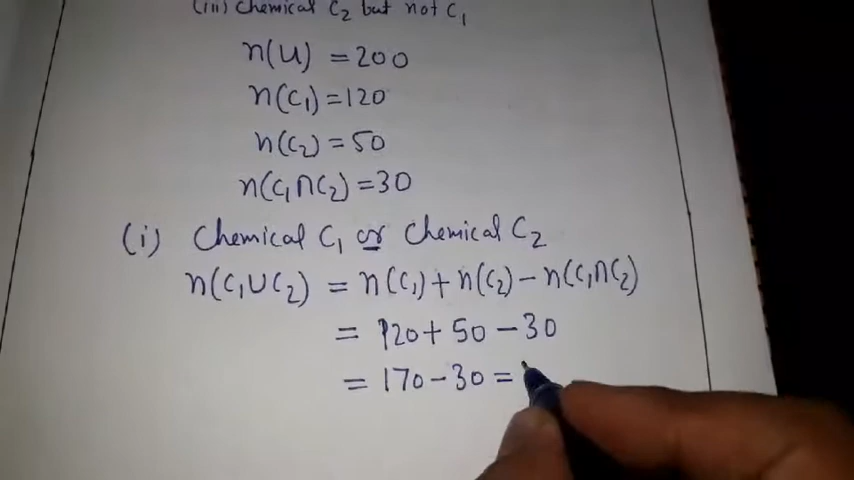 (iii) Chemical C₂ but not C₁
n(U) = 200
n(C₁) = 120
n(C₂) = 50
n(C₁∩C₂) = 30
(i) Chemical C₁ or Chemical C₂
n(C₁∪C₂) = n(C₁) + n(C₂) - n(C₁∩C₂)
= 120 + 50 - 30
= 170 - 30 =